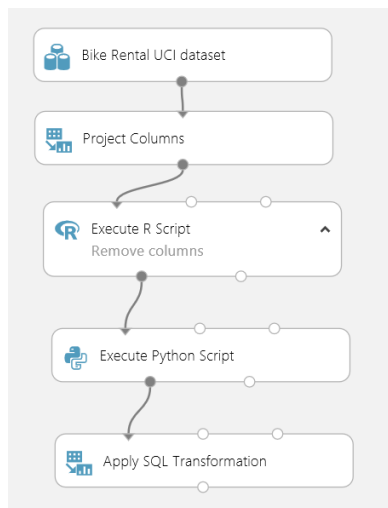 Bike Rental UCI dataset
Project Columns
Execute R Script
Remove columns
Execute Python Script
Apply SQL Transformation